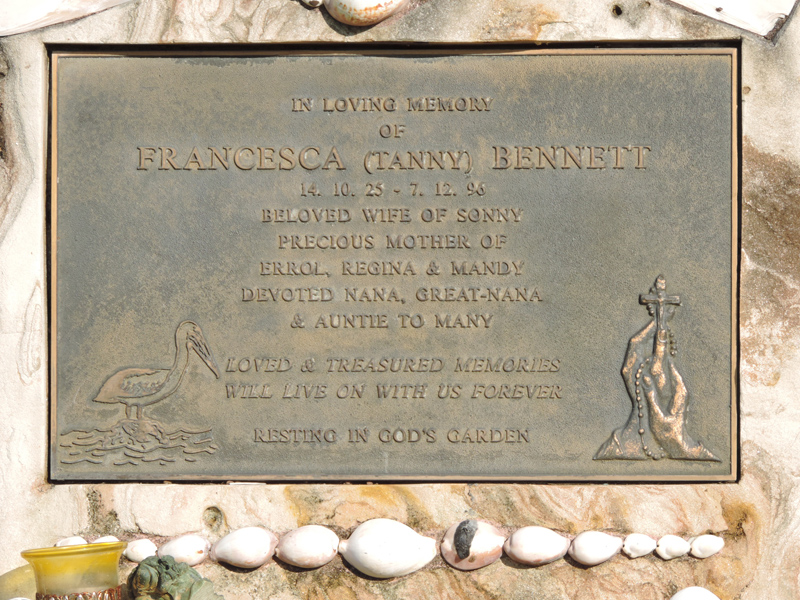 IN LOVING MEMORY
OF
FRANCESCA (TANNY) BENNETT
14. 10. 25 - 7. 12. 96
BELOVED WIFE OF SONNY
PRECIOUS MOTHER OF
ERROL, REGINA & MANDY
DEVOTED NANA, GREAT-NANA
& AUNTIE TO MANY
LOVED & TREASURED MEMORIES
WILL LIVE ON WITH US FOREVER
RESTING IN GOD'S GARDEN